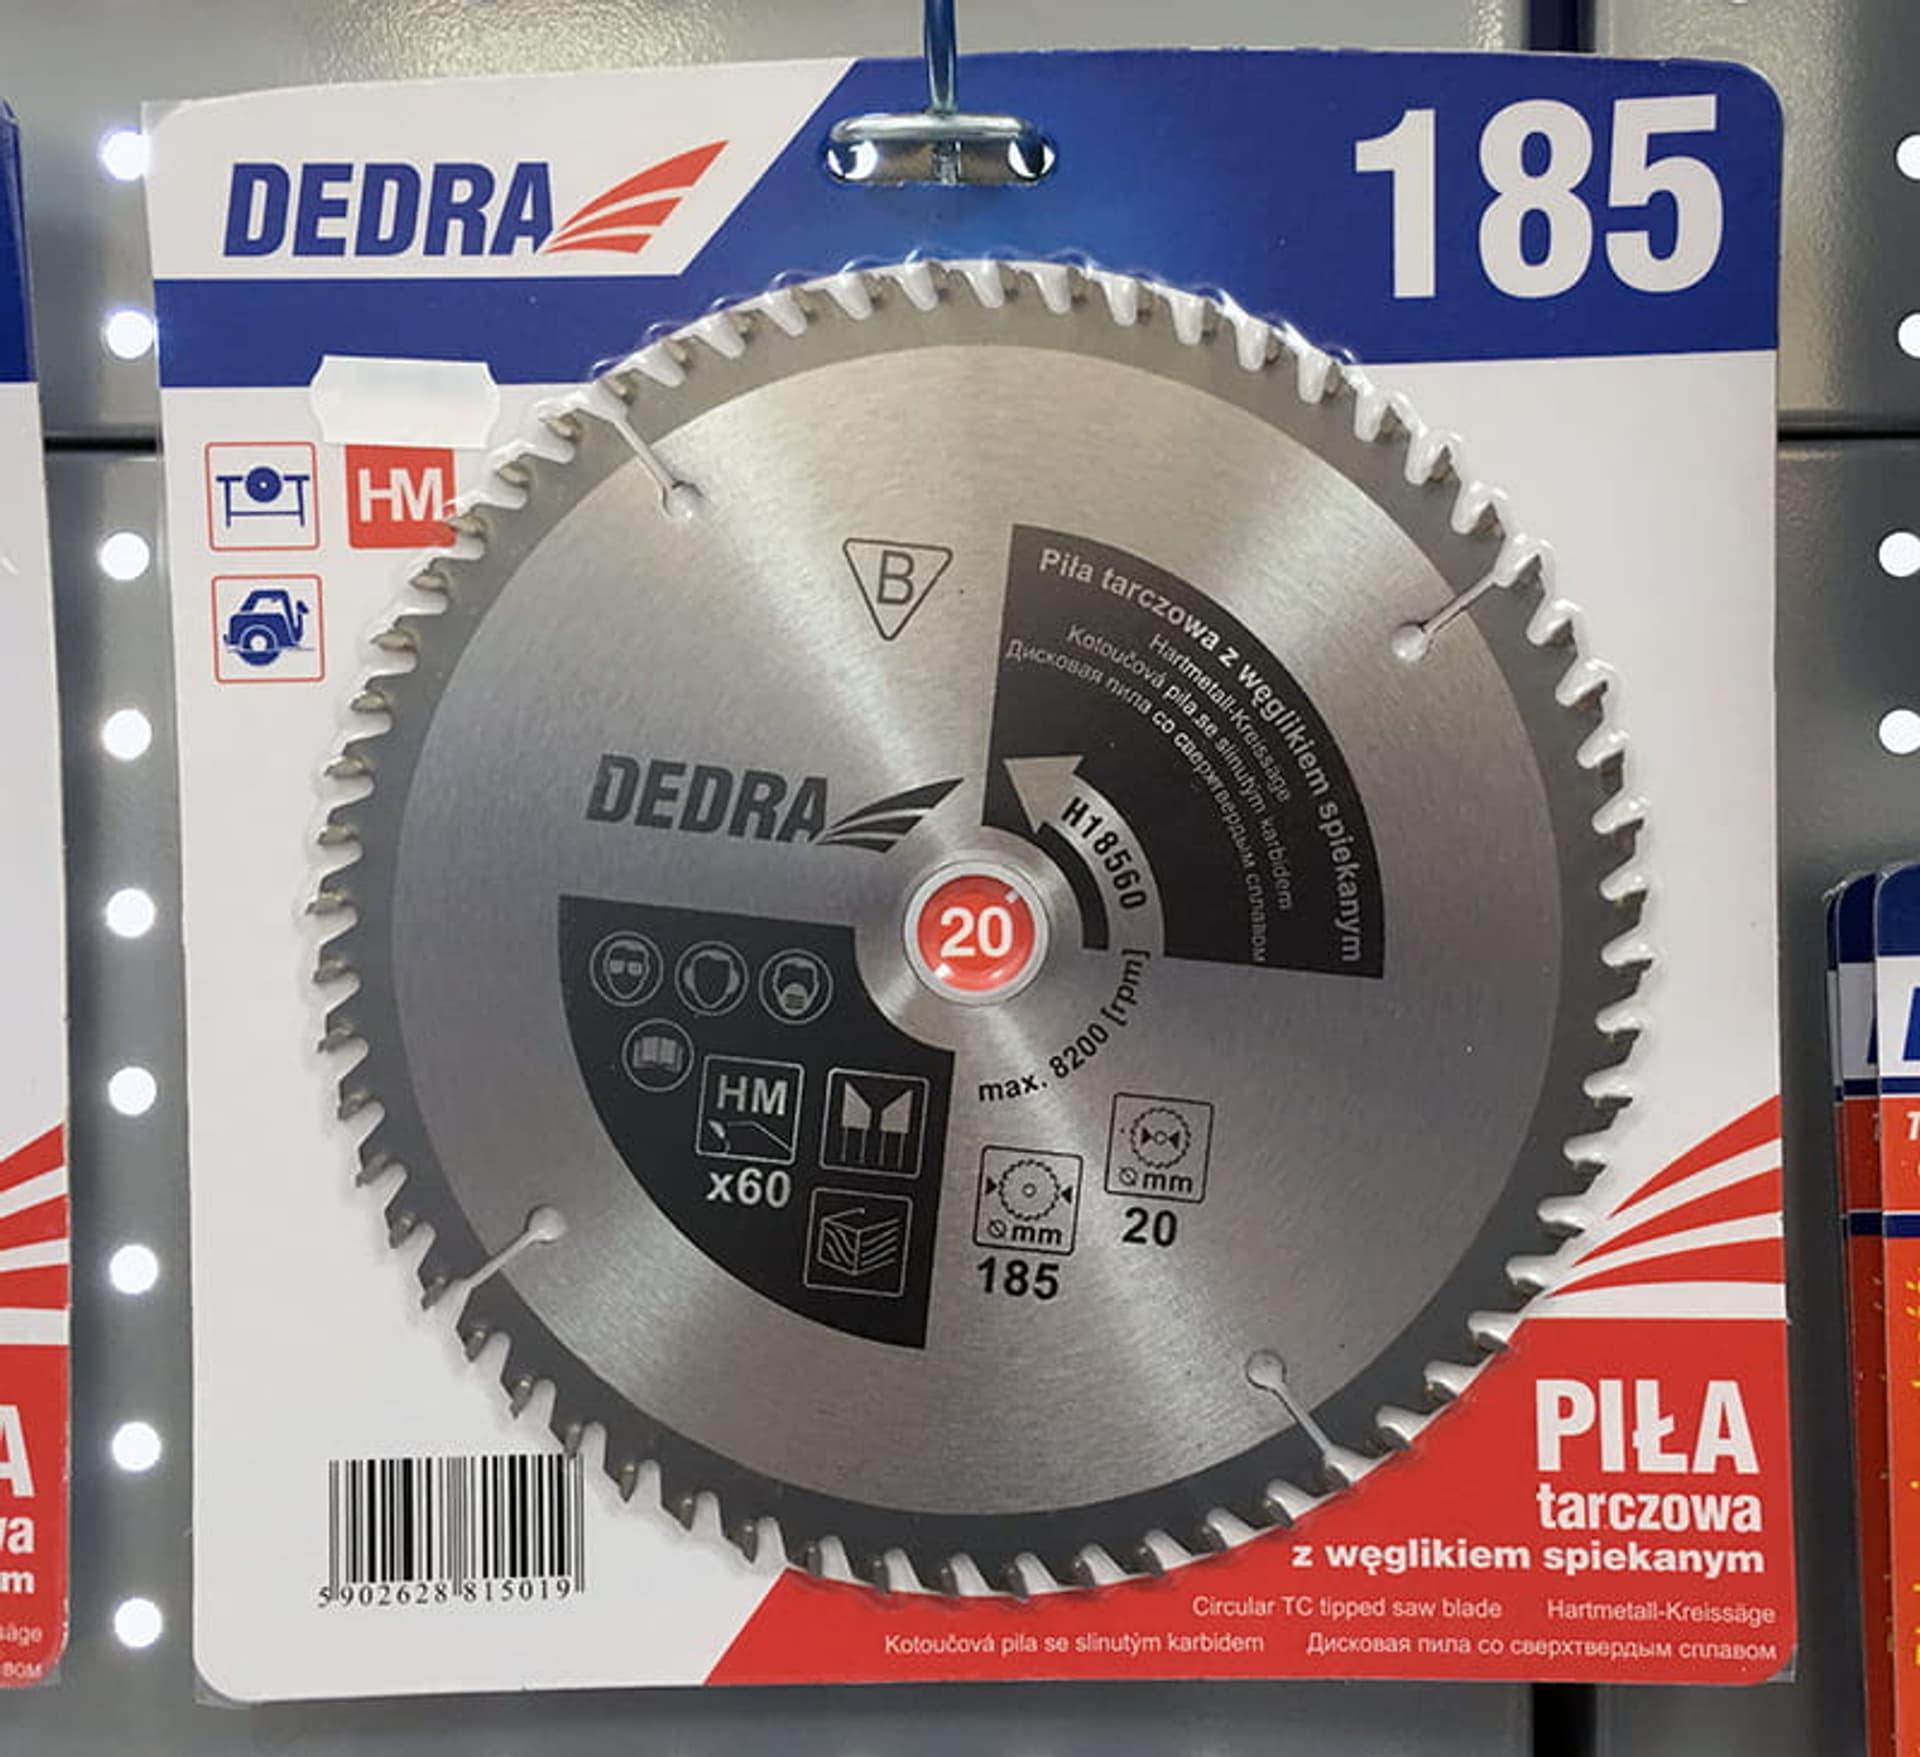 DEDRA
185
HM
B
Piła tarczowa z węglikiem spiekanym
Hartmetall-Kreissäge
Kotoučová pila se slinutým karbidem
Дисковая пила со сверхтвердым сплавом
DEDRA
H18560
20
max. 8200 [rpm]
HM
x60
⌀ mm
185
⌀ mm
20
PIŁA
tarczowa
z węglikiem spiekanym
Circular TC tipped saw blade
Hartmetall-Kreissäge
Kotoučová pila se slinutým karbidem
Дисковая пила со сверхтвердым сплавом
5902628815019
A
m
säge